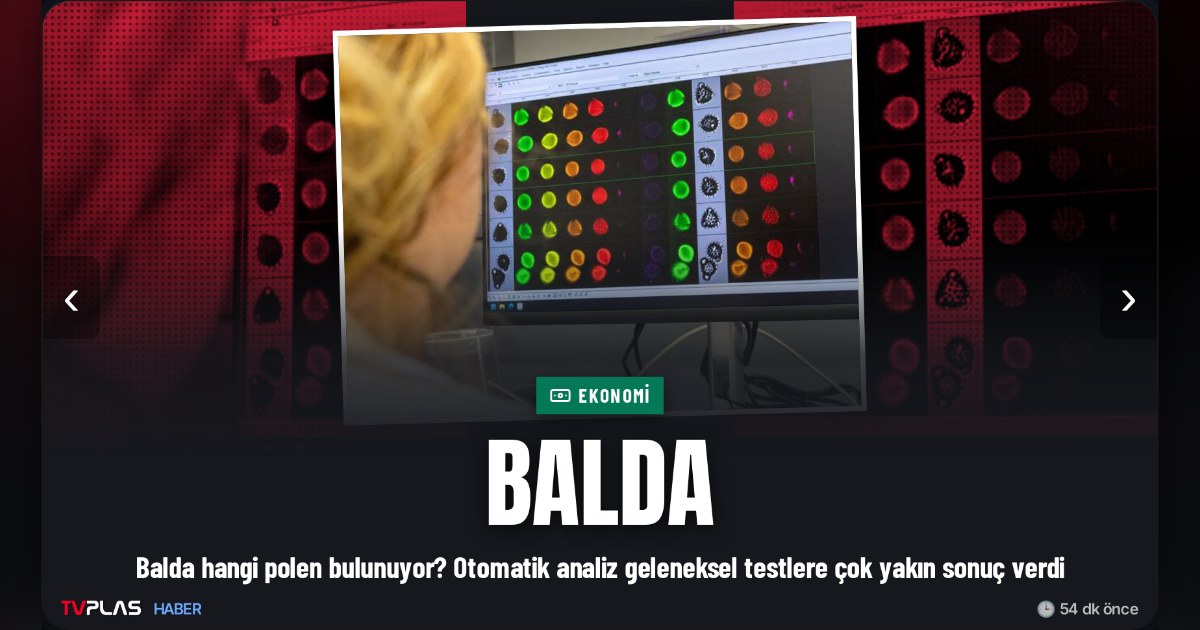 EKONOMİ
BALDA
Balda hangi polen bulunuyor? Otomatik analiz geleneksel testlere çok yakın sonuç verdi
TVPLAS HABER
54 dk önce